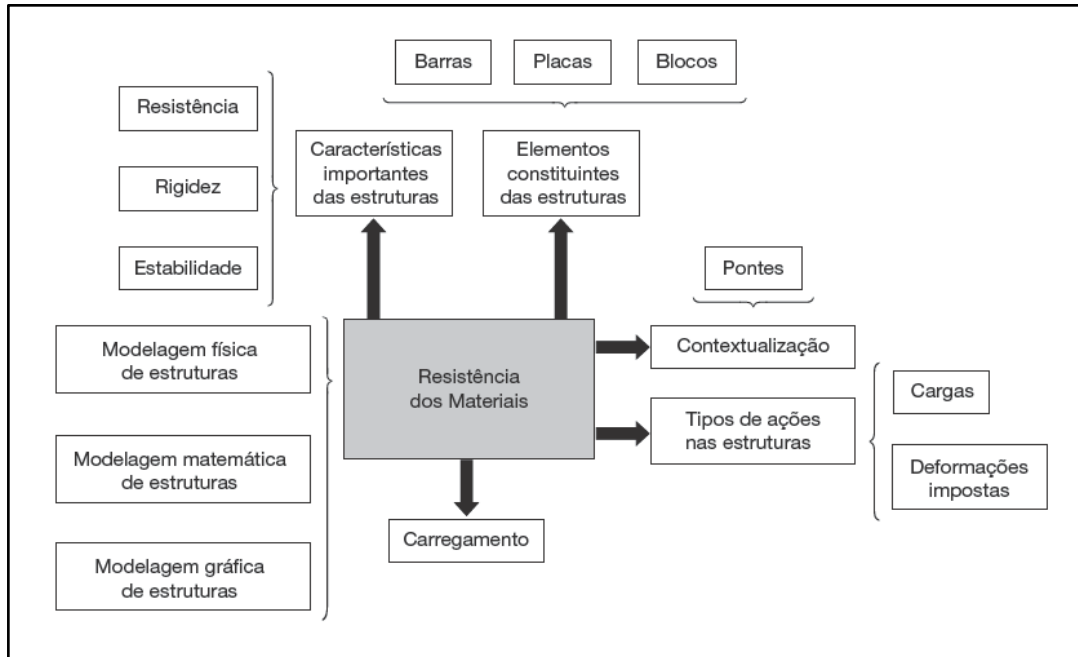 Barras
Placas
Blocos
Resistência
Rigidez
Estabilidade
Características
importantes
das estruturas
Elementos
constituintes
das estruturas
Pontes
Modelagem física
de estruturas
Modelagem matemática
de estruturas
Modelagem gráfica
de estruturas
Resistência
dos Materiais
Contextualização
Tipos de ações
nas estruturas
Cargas
Deformações
impostas
Carregamento